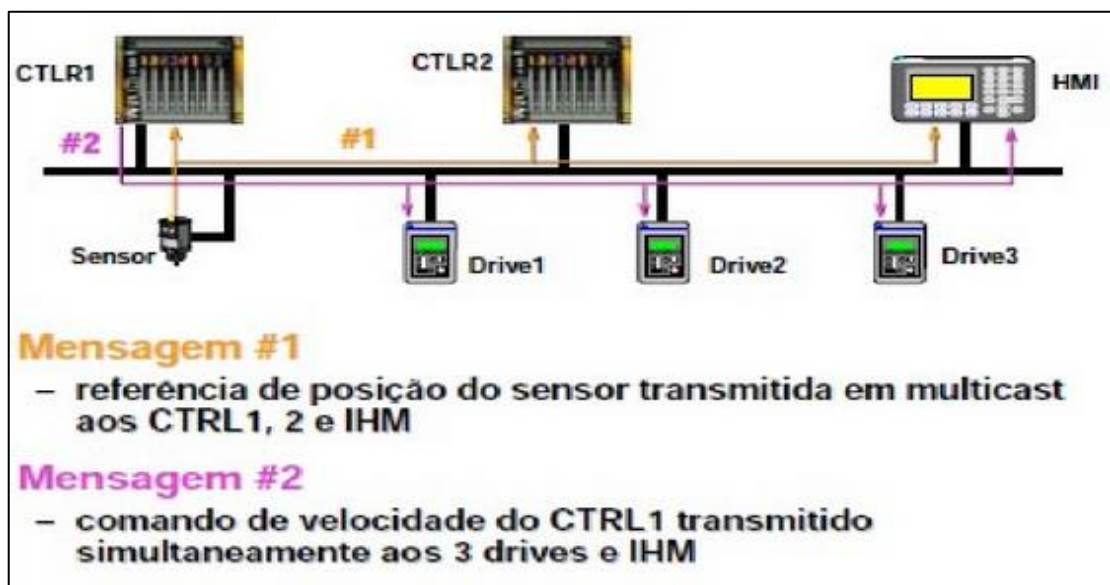 CTLR1
CTLR2
HMI
#2
#1
Sensor
Drive1
Drive2
Drive3
Mensagem #1
– referência de posição do sensor transmitida em multicast
aos CTRL1, 2 e IHM
Mensagem #2
– comando de velocidade do CTRL1 transmitido
simultaneamente aos 3 drives e IHM